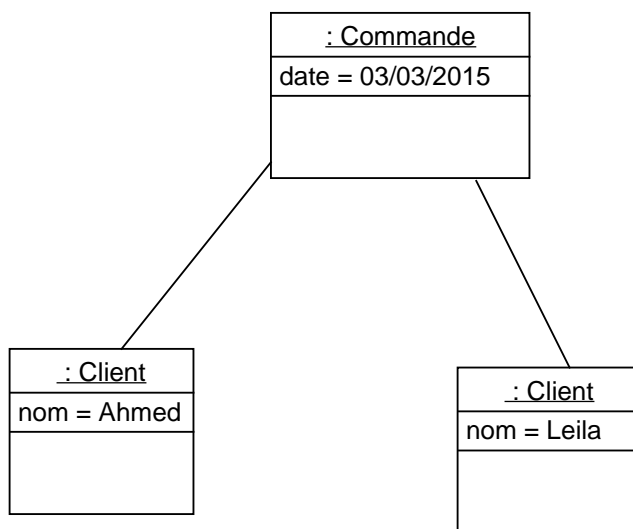 : Commande
date = 03/03/2015
: Client
nom = Ahmed
: Client
nom = Leila